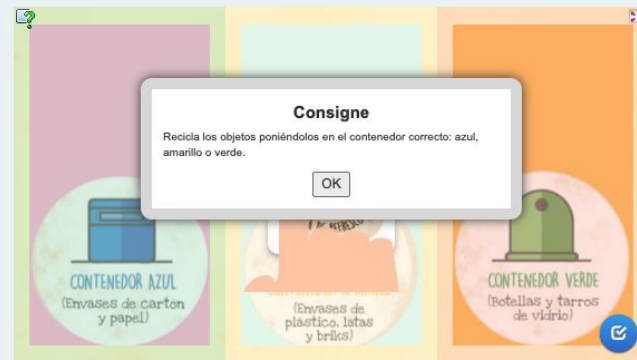 Consigne
Recicla los objetos poniéndolos en el contenedor correcto: azul,
amarillo o verde.
OK
REFRESCO
CONTENEDOR AZUL
(Envases de cartón
y papel)
(Envases de
plástico, latas
y briks)
CONTENEDOR VERDE
(Botellas y tarros
de vidrio)